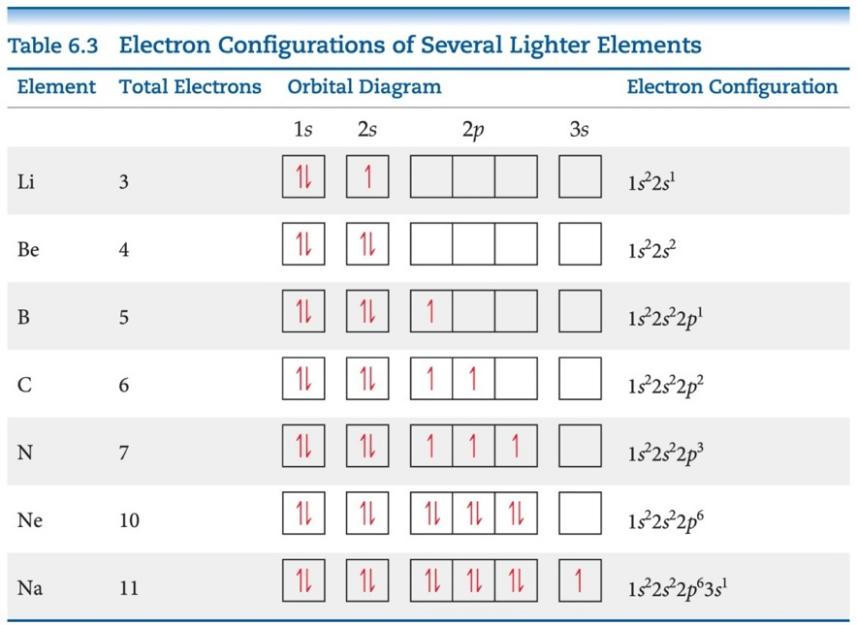 Table 6.3 Electron Configurations of Several Lighter Elements
Element Total Electrons Orbital Diagram Electron Configuration
1s 2s 2p 3s
Li 3 ⥮ ↿ 1s²2s¹
Be 4 ⥮ ⥮ 1s²2s²
B 5 ⥮ ⥮ ↿ 1s²2s²2p¹
C 6 ⥮ ⥮ ↿ ↿ 1s²2s²2p²
N 7 ⥮ ⥮ ↿ ↿ ↿ 1s²2s²2p³
Ne 10 ⥮ ⥮ ⥮ ⥮ ⥮ 1s²2s²2p⁶
Na 11 ⥮ ⥮ ⥮ ⥮ ⥮ ↿ 1s²2s²2p⁶3s¹